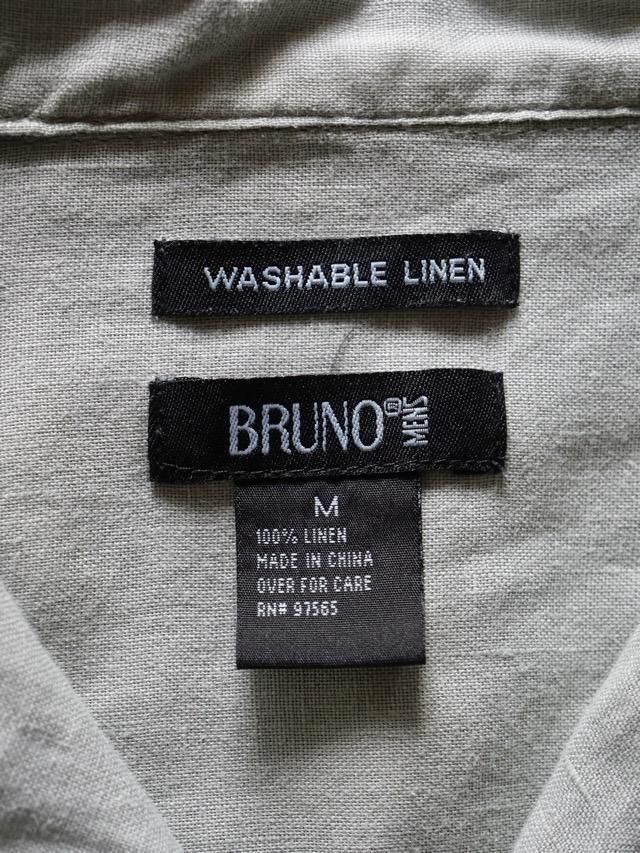 WASHABLE LINEN
BRUNO® MENS
M
100% LINEN
MADE IN CHINA
OVER FOR CARE
RN# 97565